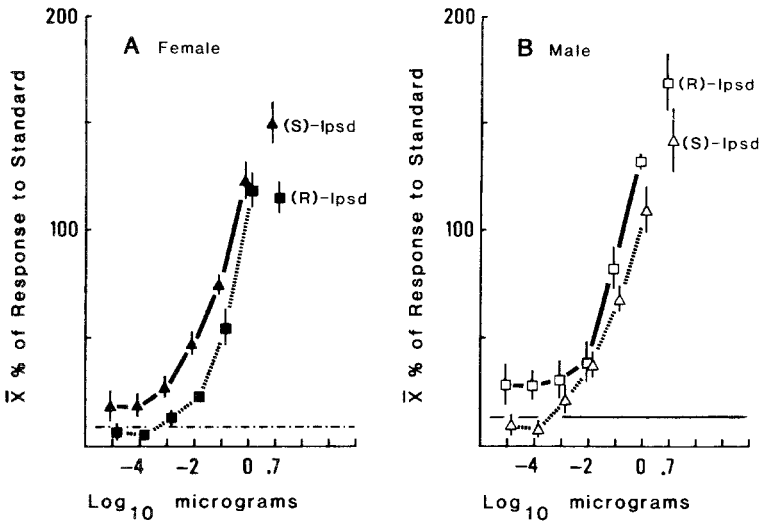 A Female
200
100
X̄ % of Response to Standard
(S)-Ipsd
(R)-Ipsd
-4 -2 0 .7
Log10 micrograms
B Male
200
100
X̄ % of Response to Standard
(R)-Ipsd
(S)-Ipsd
-4 -2 0 .7
Log10 micrograms